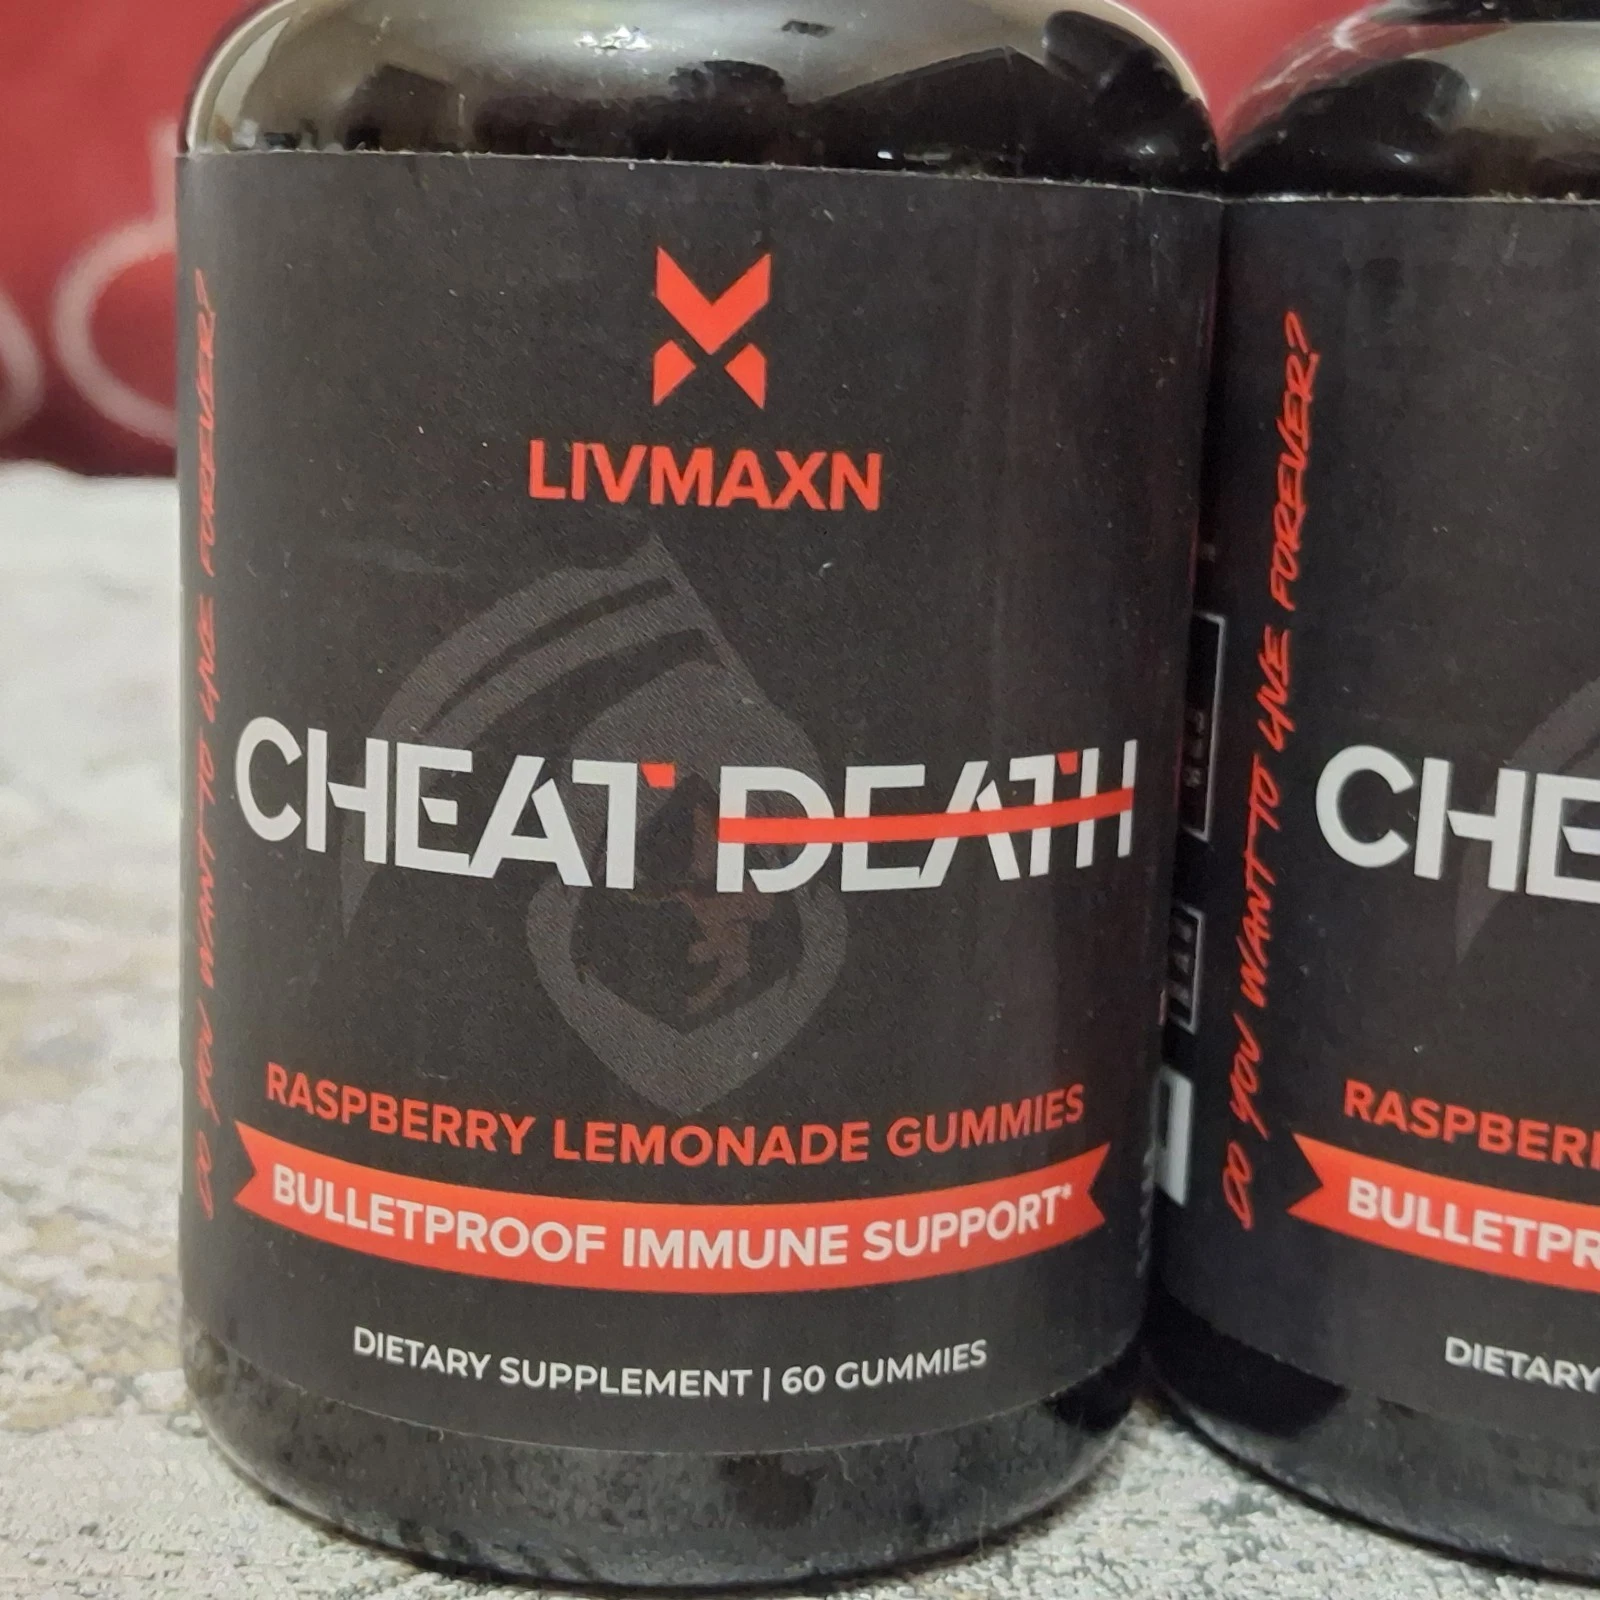 LIVMAXN
CHEAT DEATH
RASPBERRY LEMONADE GUMMIES
BULLETPROOF IMMUNE SUPPORT*
DIETARY SUPPLEMENT | 60 GUMMIES
DO YOU WANT TO LIVE FOREVER?
DO YOU WANT TO LIVE FOREVER?
CHE
RASPBER
BULLETPR
DIETARY